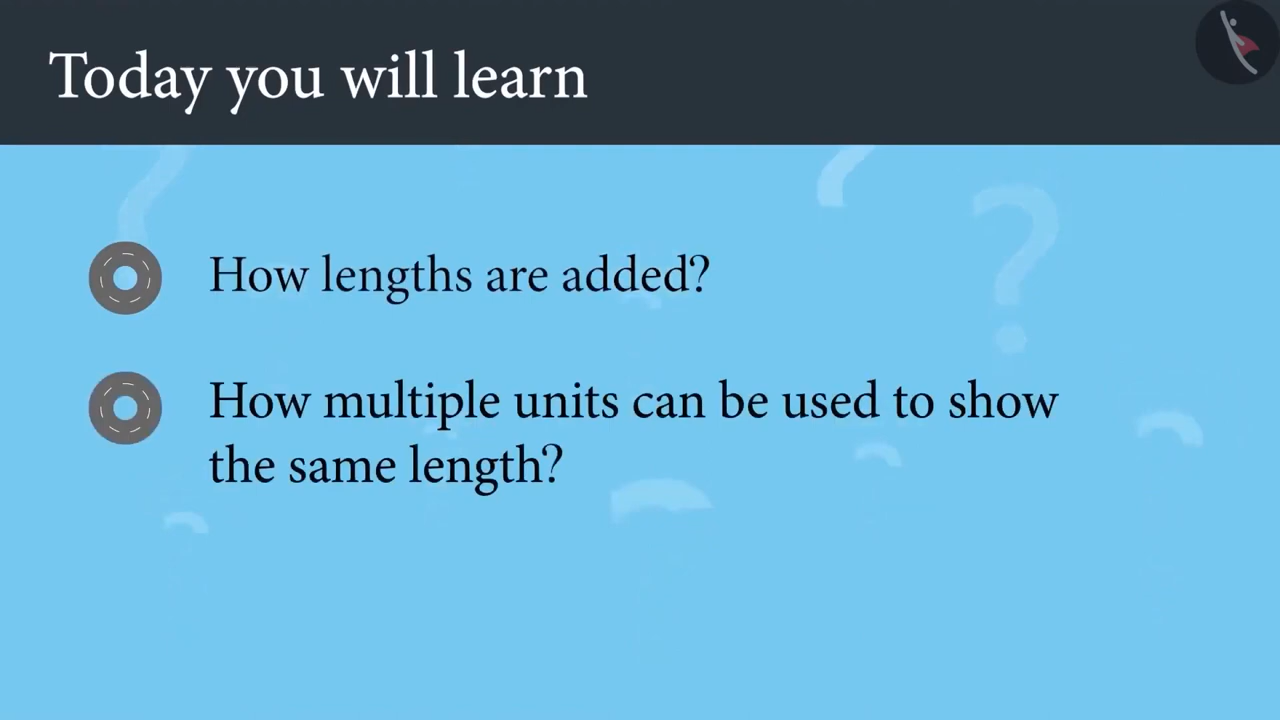 Today you will learn
How lengths are added?
How multiple units can be used to show
the same length?